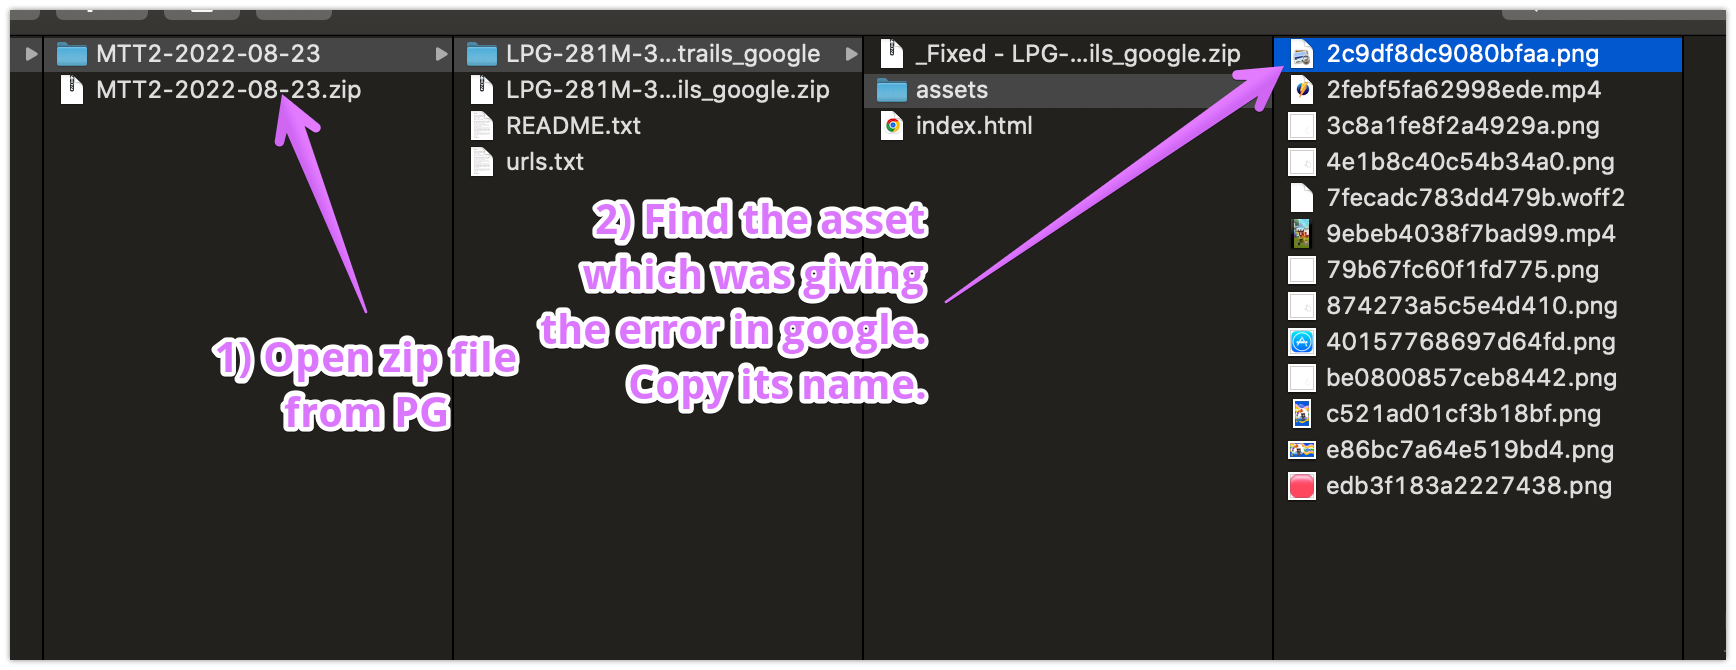 MTT2-2022-08-23
MTT2-2022-08-23.zip
LPG-281M-3...trails_google
LPG-281M-3...ils_google.zip
README.txt
urls.txt
_Fixed - LPG-...ils_google.zip
assets
index.html
2c9df8dc9080bfaa.png
2febf5fa62998ede.mp4
3c8a1fe8f2a4929a.png
4e1b8c40c54b34a0.png
7fecadc783dd479b.woff2
9ebeb4038f7bad99.mp4
79b67fc60f1fd775.png
874273a5c5e4d410.png
40157768697d64fd.png
be0800857ceb8442.png
c521ad01cf3b18bf.png
e86bc7a64e519bd4.png
edb3f183a2227438.png
1) Open zip file
from PG
2) Find the asset
which was giving
the error in google.
Copy its name.